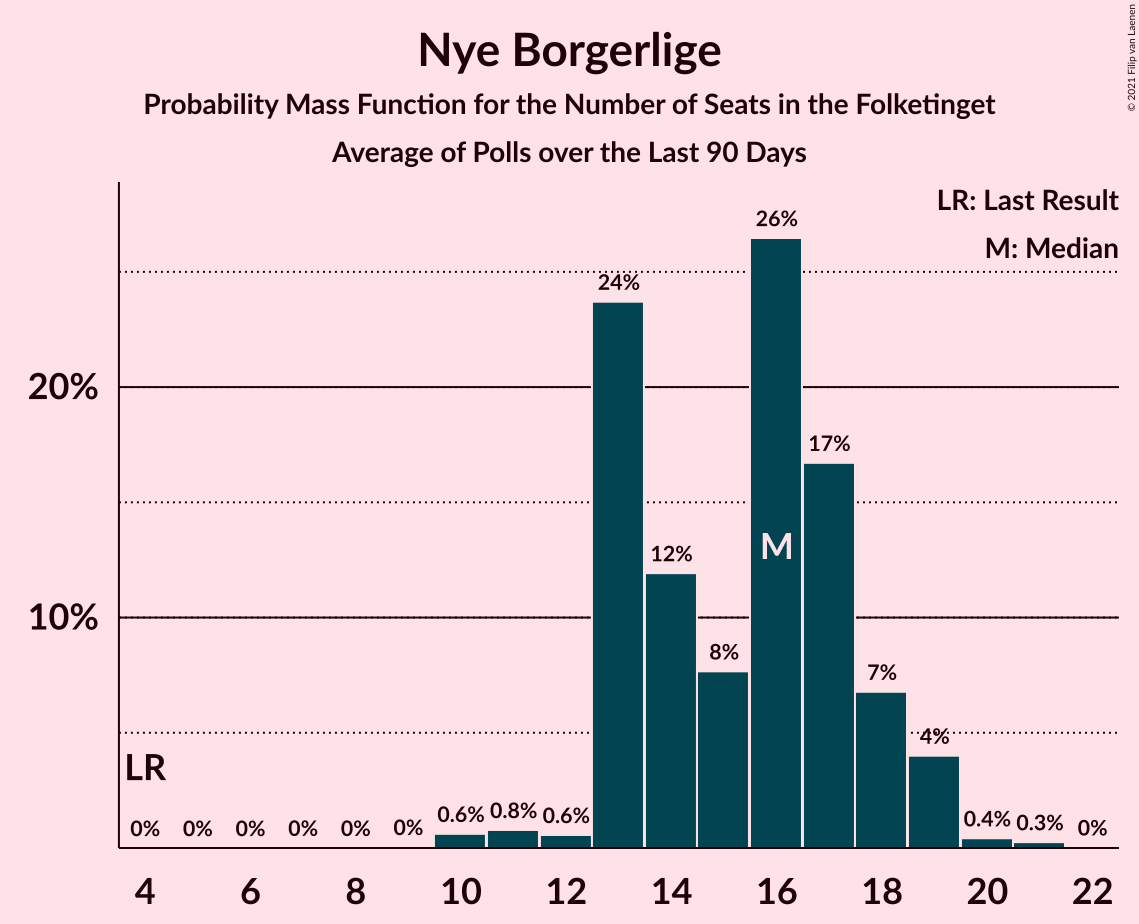 Nye Borgerlige
Probability Mass Function for the Number of Seats in the Folketinget
Average of Polls over the Last 90 Days
© 2021 Filip van Laenen
LR: Last Result
M: Median
26%
24%
20%
17%
M
12%
10%
8%
7%
4%
LR
0% 0% 0% 0% 0% 0% 0.6% 0.8% 0.6% 0.4% 0.3% 0%
4 6 8 10 12 14 16 18 20 22